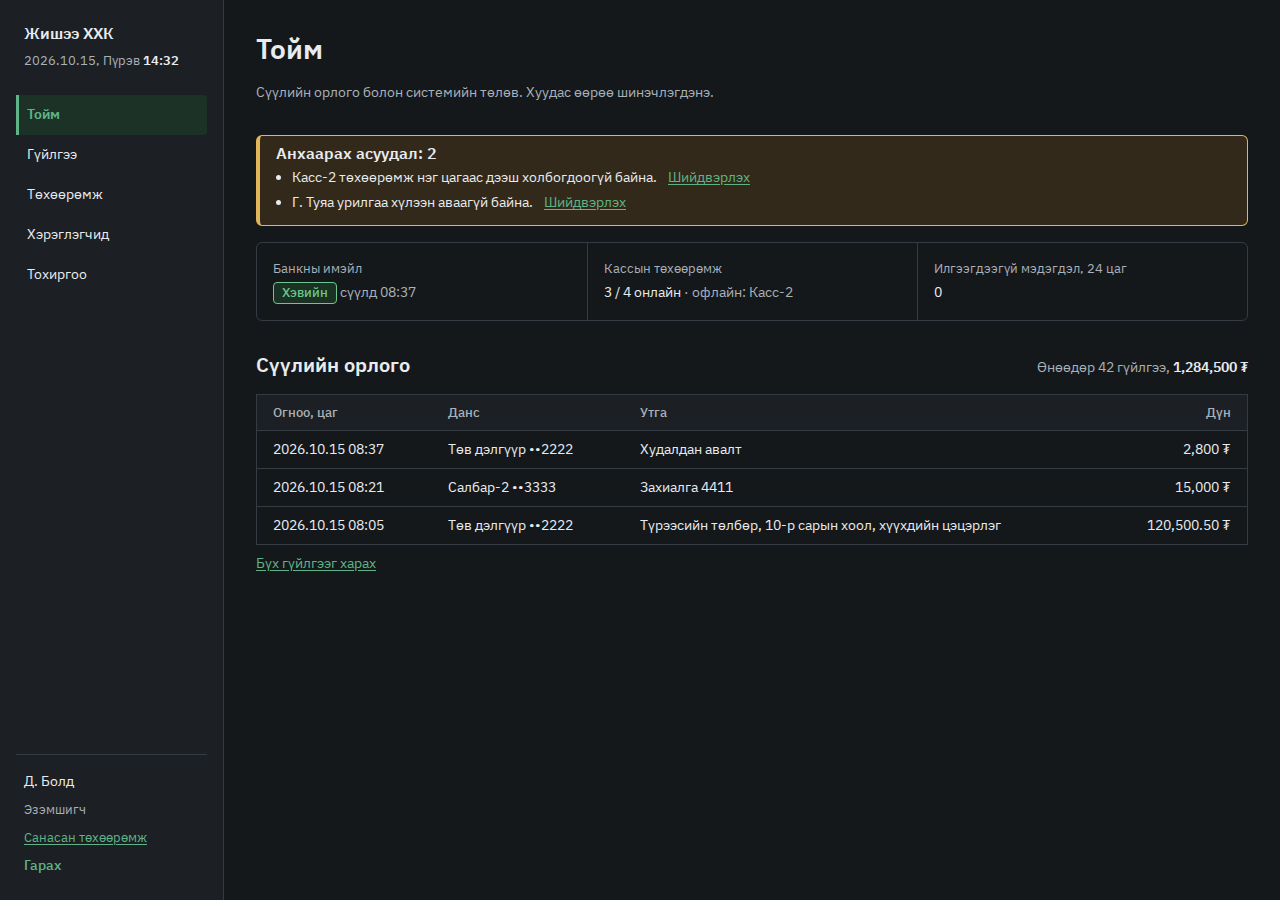 Жишээ ХХК
2026.10.15, Пүрэв 14:32
Тойм
Гүйлгээ
Төхөөрөмж
Хэрэглэгчид
Тохиргоо
Д. Болд
Эзэмшигч
Санасан төхөөрөмж
Гарах
Тойм
Сүүлийн орлого болон системийн төлөв. Хуудас өөрөө шинэчлэгдэнэ.
Анхаарах асуудал: 2
• Касс-2 төхөөрөмж нэг цагаас дээш холбогдоогүй байна. Шийдвэрлэх
• Г. Туяа урилгаа хүлээн аваагүй байна. Шийдвэрлэх
Банкны имэйл
Хэвийн сүүлд 08:37
Кассын төхөөрөмж
3 / 4 онлайн · офлайн: Касс-2
Илгээгдээгүй мэдэгдэл, 24 цаг
0
Сүүлийн орлого
Өнөөдөр 42 гүйлгээ, 1,284,500 ₮
Огноо, цаг Данс Утга Дүн
2026.10.15 08:37 Төв дэлгүүр ••2222 Худалдан авалт 2,800 ₮
2026.10.15 08:21 Салбар-2 ••3333 Захиалга 4411 15,000 ₮
2026.10.15 08:05 Төв дэлгүүр ••2222 Түрээсийн төлбөр, 10-р сарын хоол, хүүхдийн цэцэрлэг 120,500.50 ₮
Бүх гүйлгээг харах